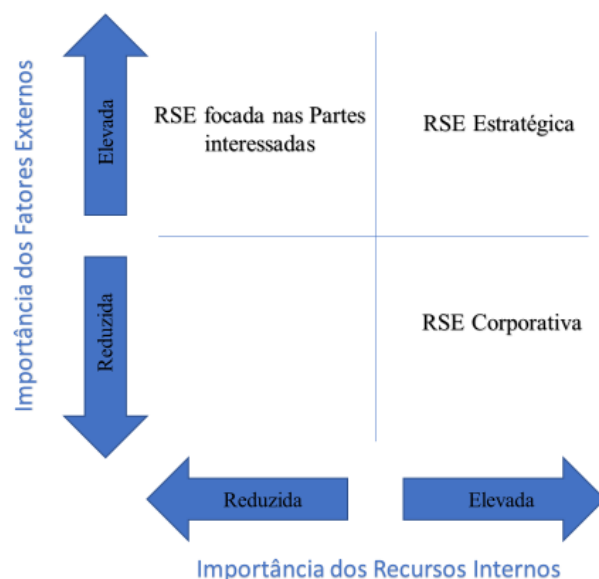 Importância dos Fatores Externos
Elevada
Reduzida
RSE focada nas Partes
interessadas
RSE Estratégica
RSE Corporativa
Reduzida
Elevada
Importância dos Recursos Internos